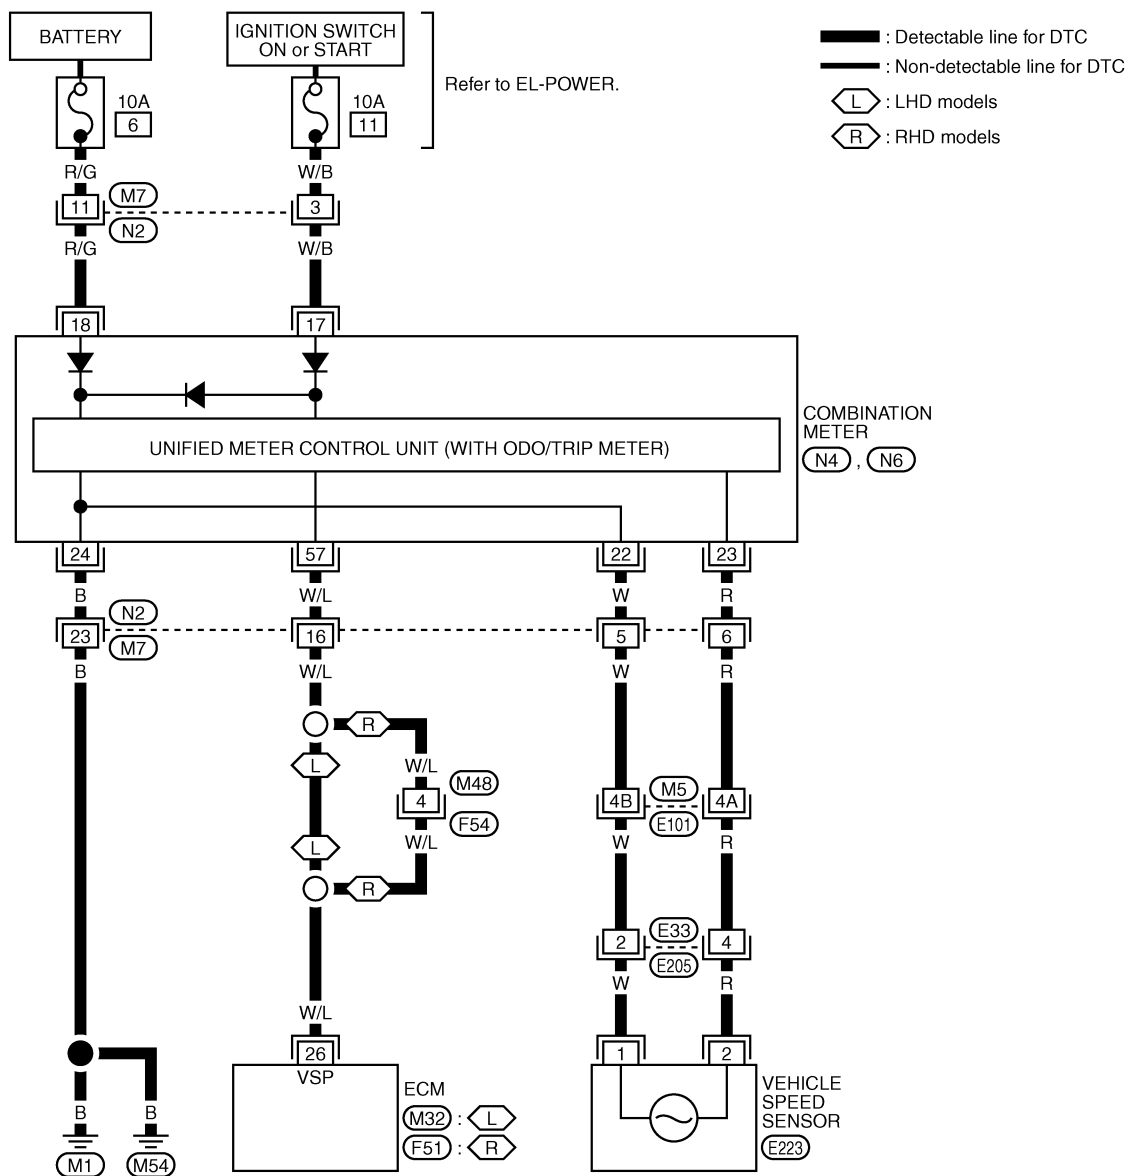 BATTERY
IGNITION SWITCH
ON or START
Refer to EL-POWER.
: Detectable line for DTC
: Non-detectable line for DTC
L : LHD models
R : RHD models
10A
6
10A
11
R/G
W/B
11
M7
N2
3
R/G
W/B
18
17
UNIFIED METER CONTROL UNIT (WITH ODO/TRIP METER)
COMBINATION
METER
N4 , N6
24
57
22
23
B
W/L
W
R
N2
23
M7
16
5
6
B
W/L
W
R
R
L
W/L
M48
4
F54
W/L
L
R
4B
M5
E101
4A
W
R
2
E33
E205
4
W
R
W/L
26
VSP
ECM
M32 : L
F51 : R
1
2
VEHICLE
SPEED
SENSOR
E223
B
B
M1
M54